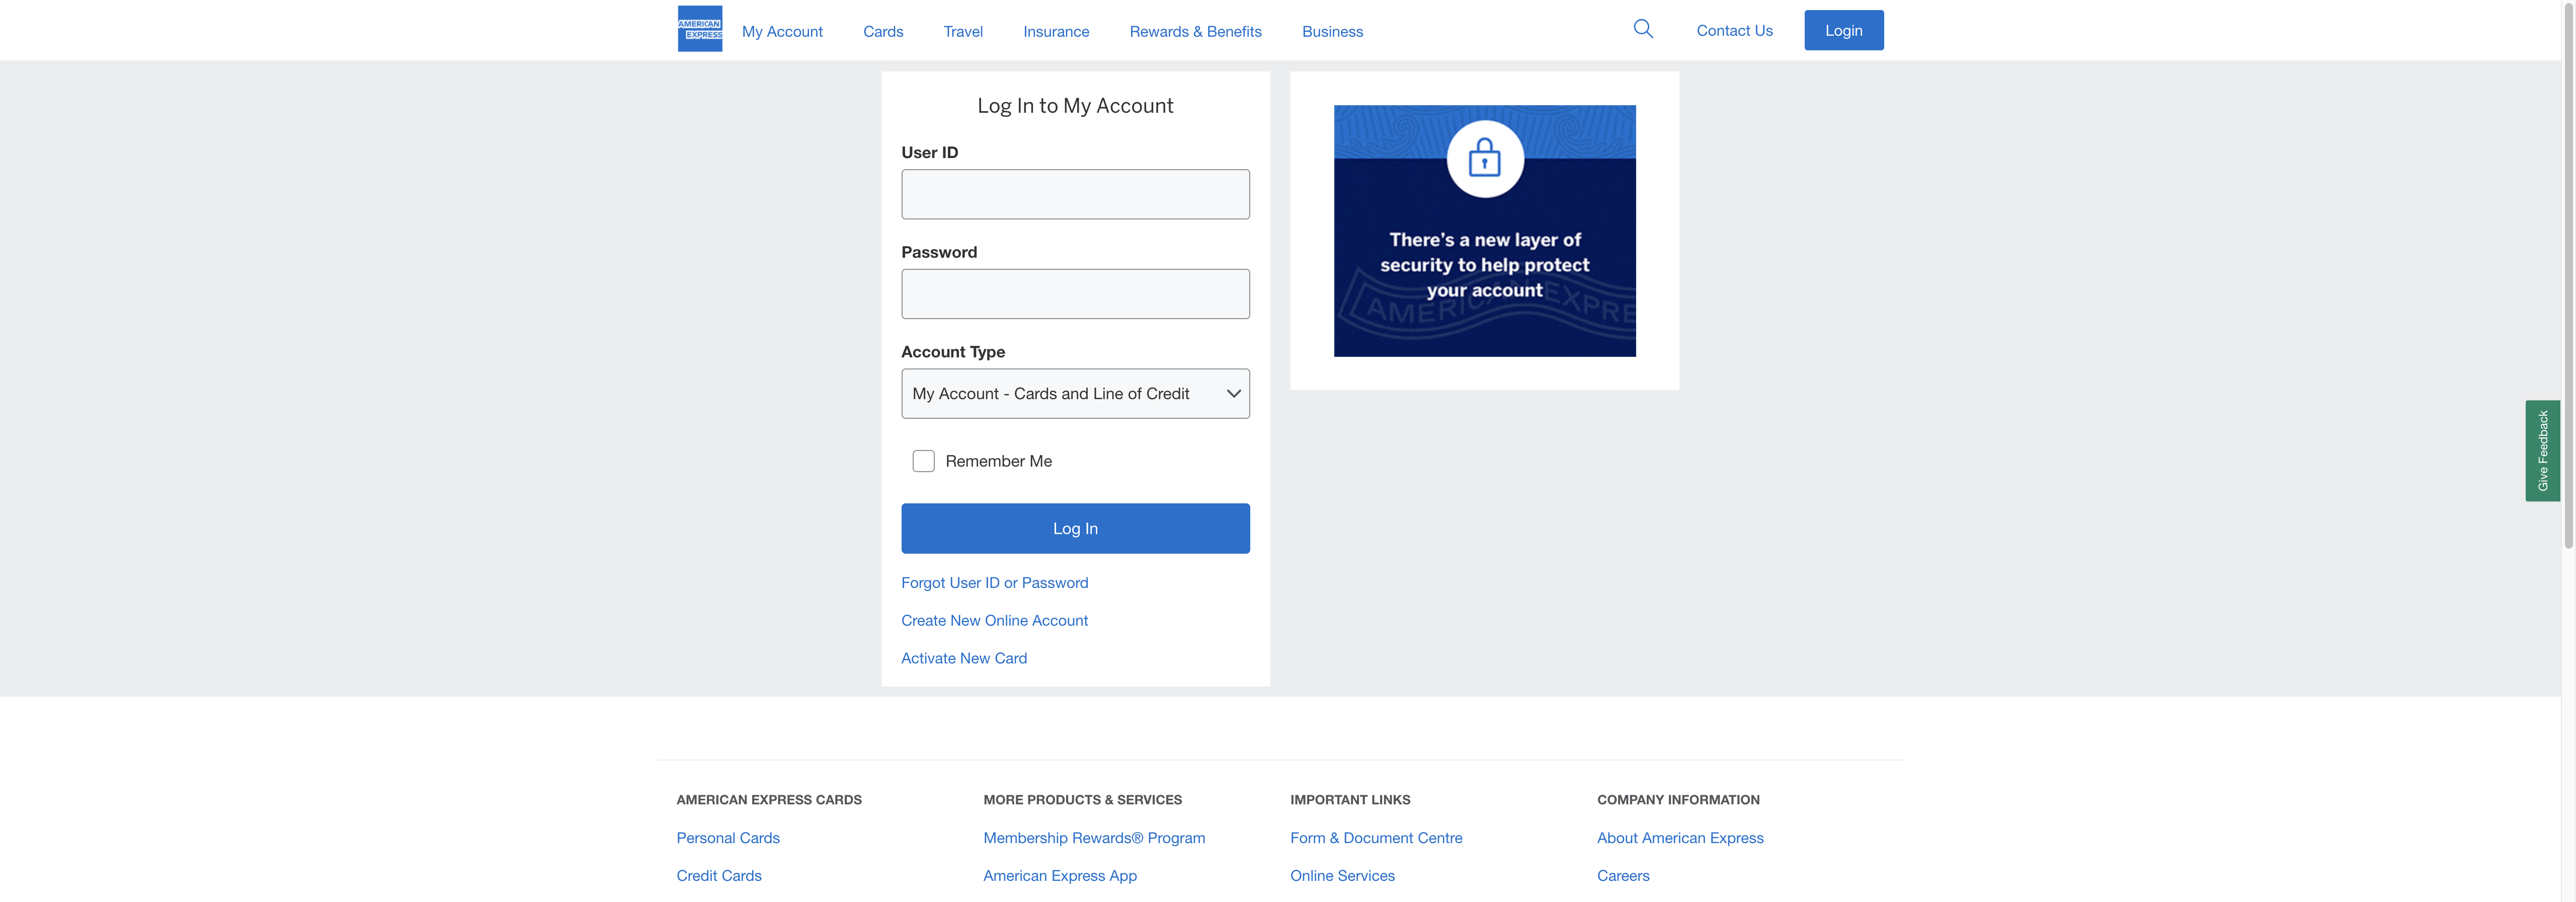 AMERICAN
EXPRESS
My Account
Cards
Travel
Insurance
Rewards & Benefits
Business
Contact Us
Login
Log In to My Account
User ID
Password
Account Type
My Account - Cards and Line of Credit
Remember Me
Log In
Forgot User ID or Password
Create New Online Account
Activate New Card
There's a new layer of
security to help protect
your account
AMERICAN EXPRE
Give Feedback
AMERICAN EXPRESS CARDS
Personal Cards
Credit Cards
MORE PRODUCTS & SERVICES
Membership Rewards® Program
American Express App
IMPORTANT LINKS
Form & Document Centre
Online Services
COMPANY INFORMATION
About American Express
Careers